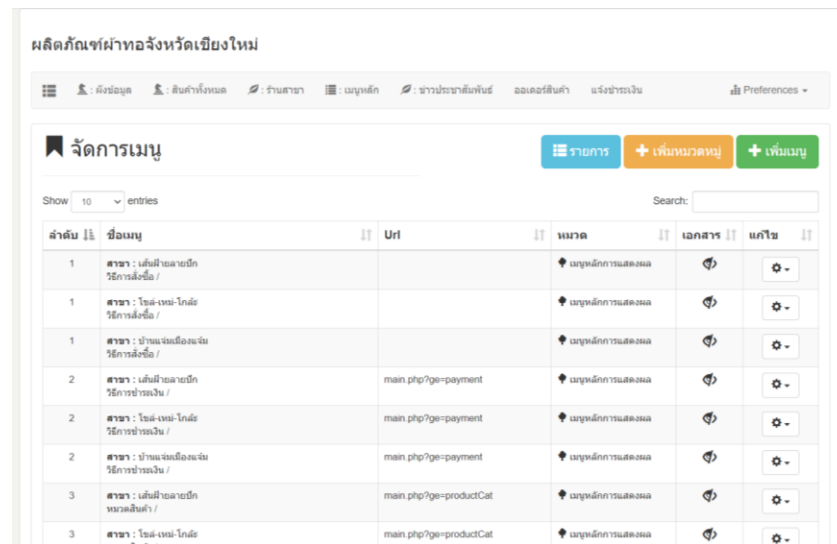 ผลิตภัณฑ์ผ้าทอจังหวัดเชียงใหม่
: ผังข้อมูล : สินค้าทั้งหมด : ร้านสาขา : เมนูหลัก : ข่าวประชาสัมพันธ์ ออเดอร์สินค้า แจ้งชำระเงิน Preferences
จัดการเมนู รายการ เพิ่มหมวดหมู่ เพิ่มเมนู
Show 10 entries Search:
ลำดับ ชื่อเมนู Url หมวด เอกสาร แก้ไข
1 สาขา : เส้นฝ้ายลายปึก เมนูหลักการแสดงผล
วิธีการสั่งซื้อ /
1 สาขา : โขล่-เหม่-โกล้ะ เมนูหลักการแสดงผล
วิธีการสั่งซื้อ /
1 สาขา : บ้านแจ่มเมืองแจ๋ม เมนูหลักการแสดงผล
วิธีการสั่งซื้อ /
2 สาขา : เส้นฝ้ายลายปึก main.php?ge=payment เมนูหลักการแสดงผล
วิธีการชำระเงิน /
2 สาขา : โขล่-เหม่-โกล้ะ main.php?ge=payment เมนูหลักการแสดงผล
วิธีการชำระเงิน /
2 สาขา : บ้านแจ่มเมืองแจ๋ม main.php?ge=payment เมนูหลักการแสดงผล
วิธีการชำระเงิน /
3 สาขา : เส้นฝ้ายลายปึก main.php?ge=productCat เมนูหลักการแสดงผล
หมวดสินค้า /
3 สาขา : โขล่-เหม่-โกล้ะ main.php?ge=productCat เมนูหลักการแสดงผล